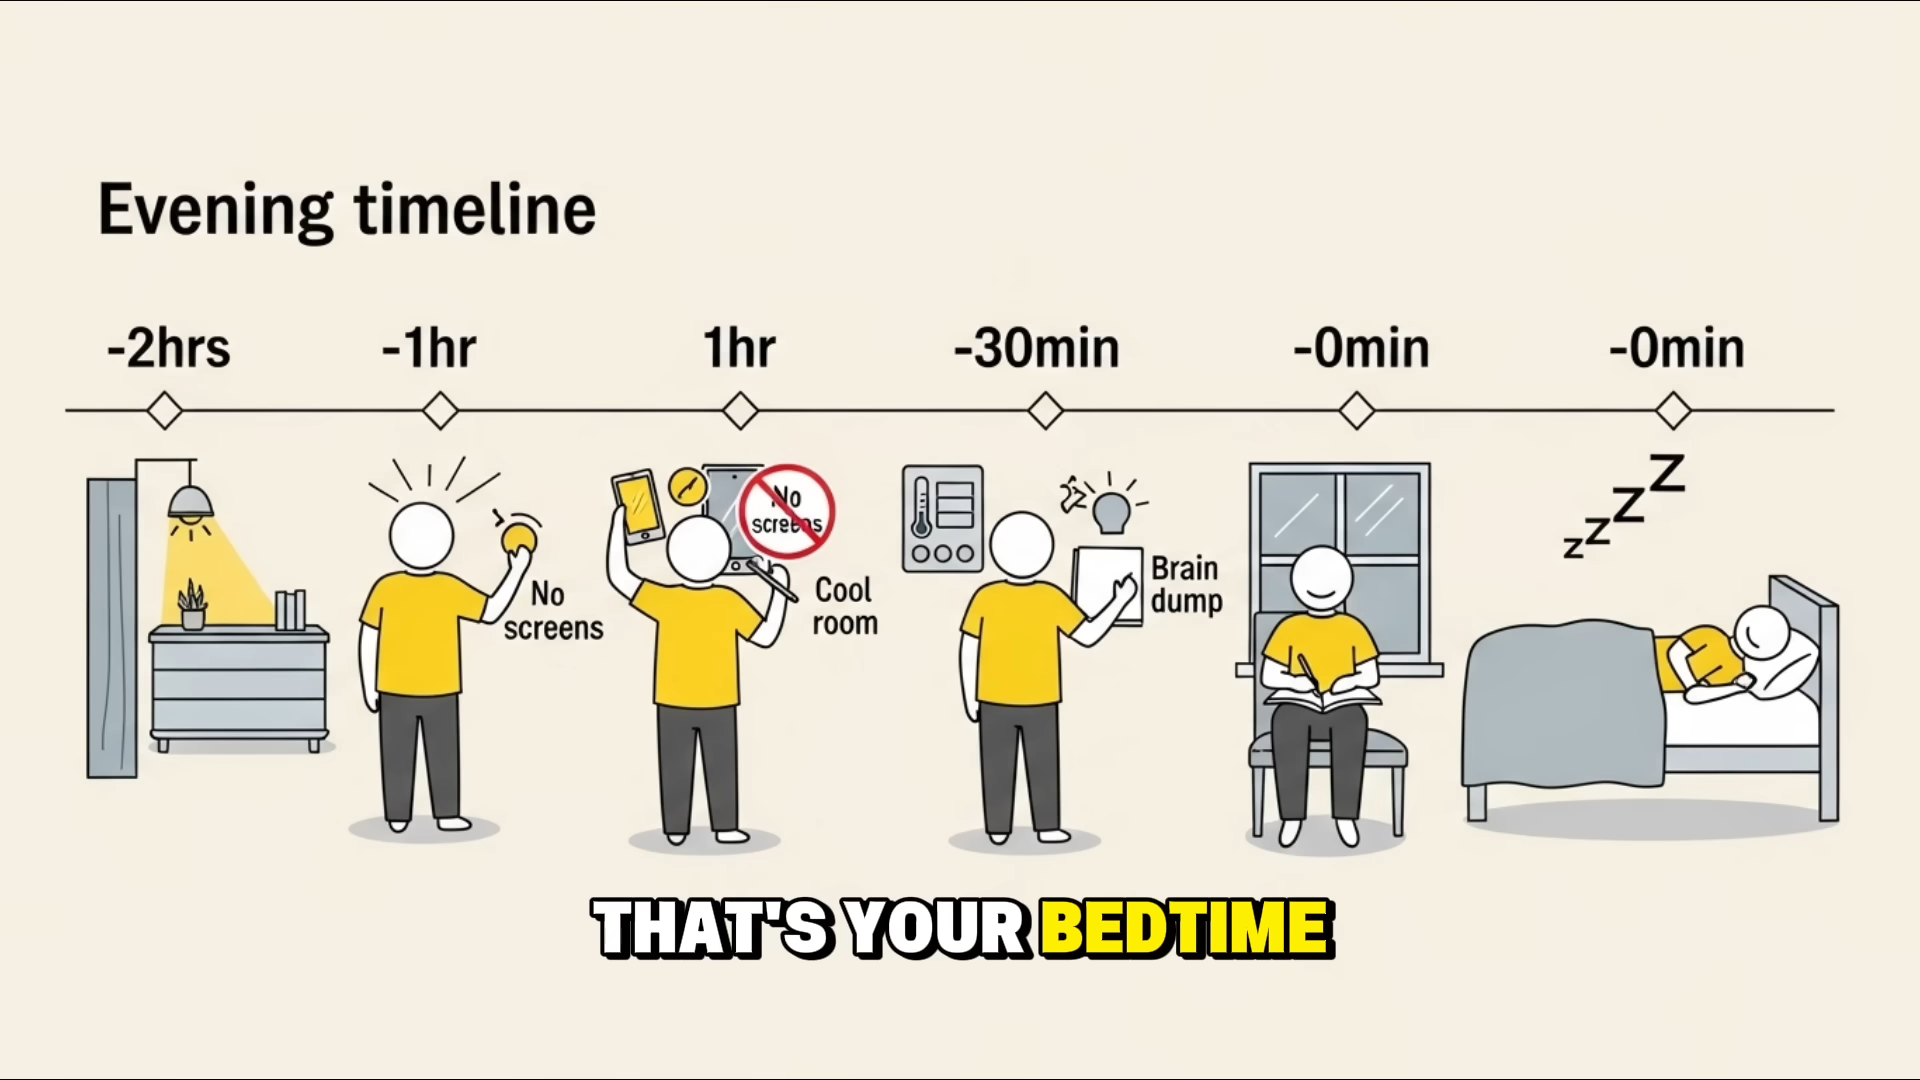 Evening timeline
-2hrs
-1hr
1hr
-30min
-0min
-0min
No
screens
No
screens
Cool
room
Brain
dump
z z Z Z
THAT'S YOUR BEDTIME